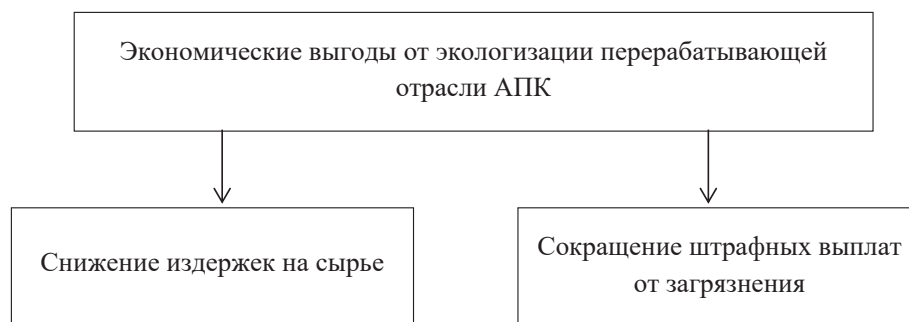 Экономические выгоды от экологизации перерабатывающей
отрасли АПК
Снижение издержек на сырье
Сокращение штрафных выплат
от загрязнения